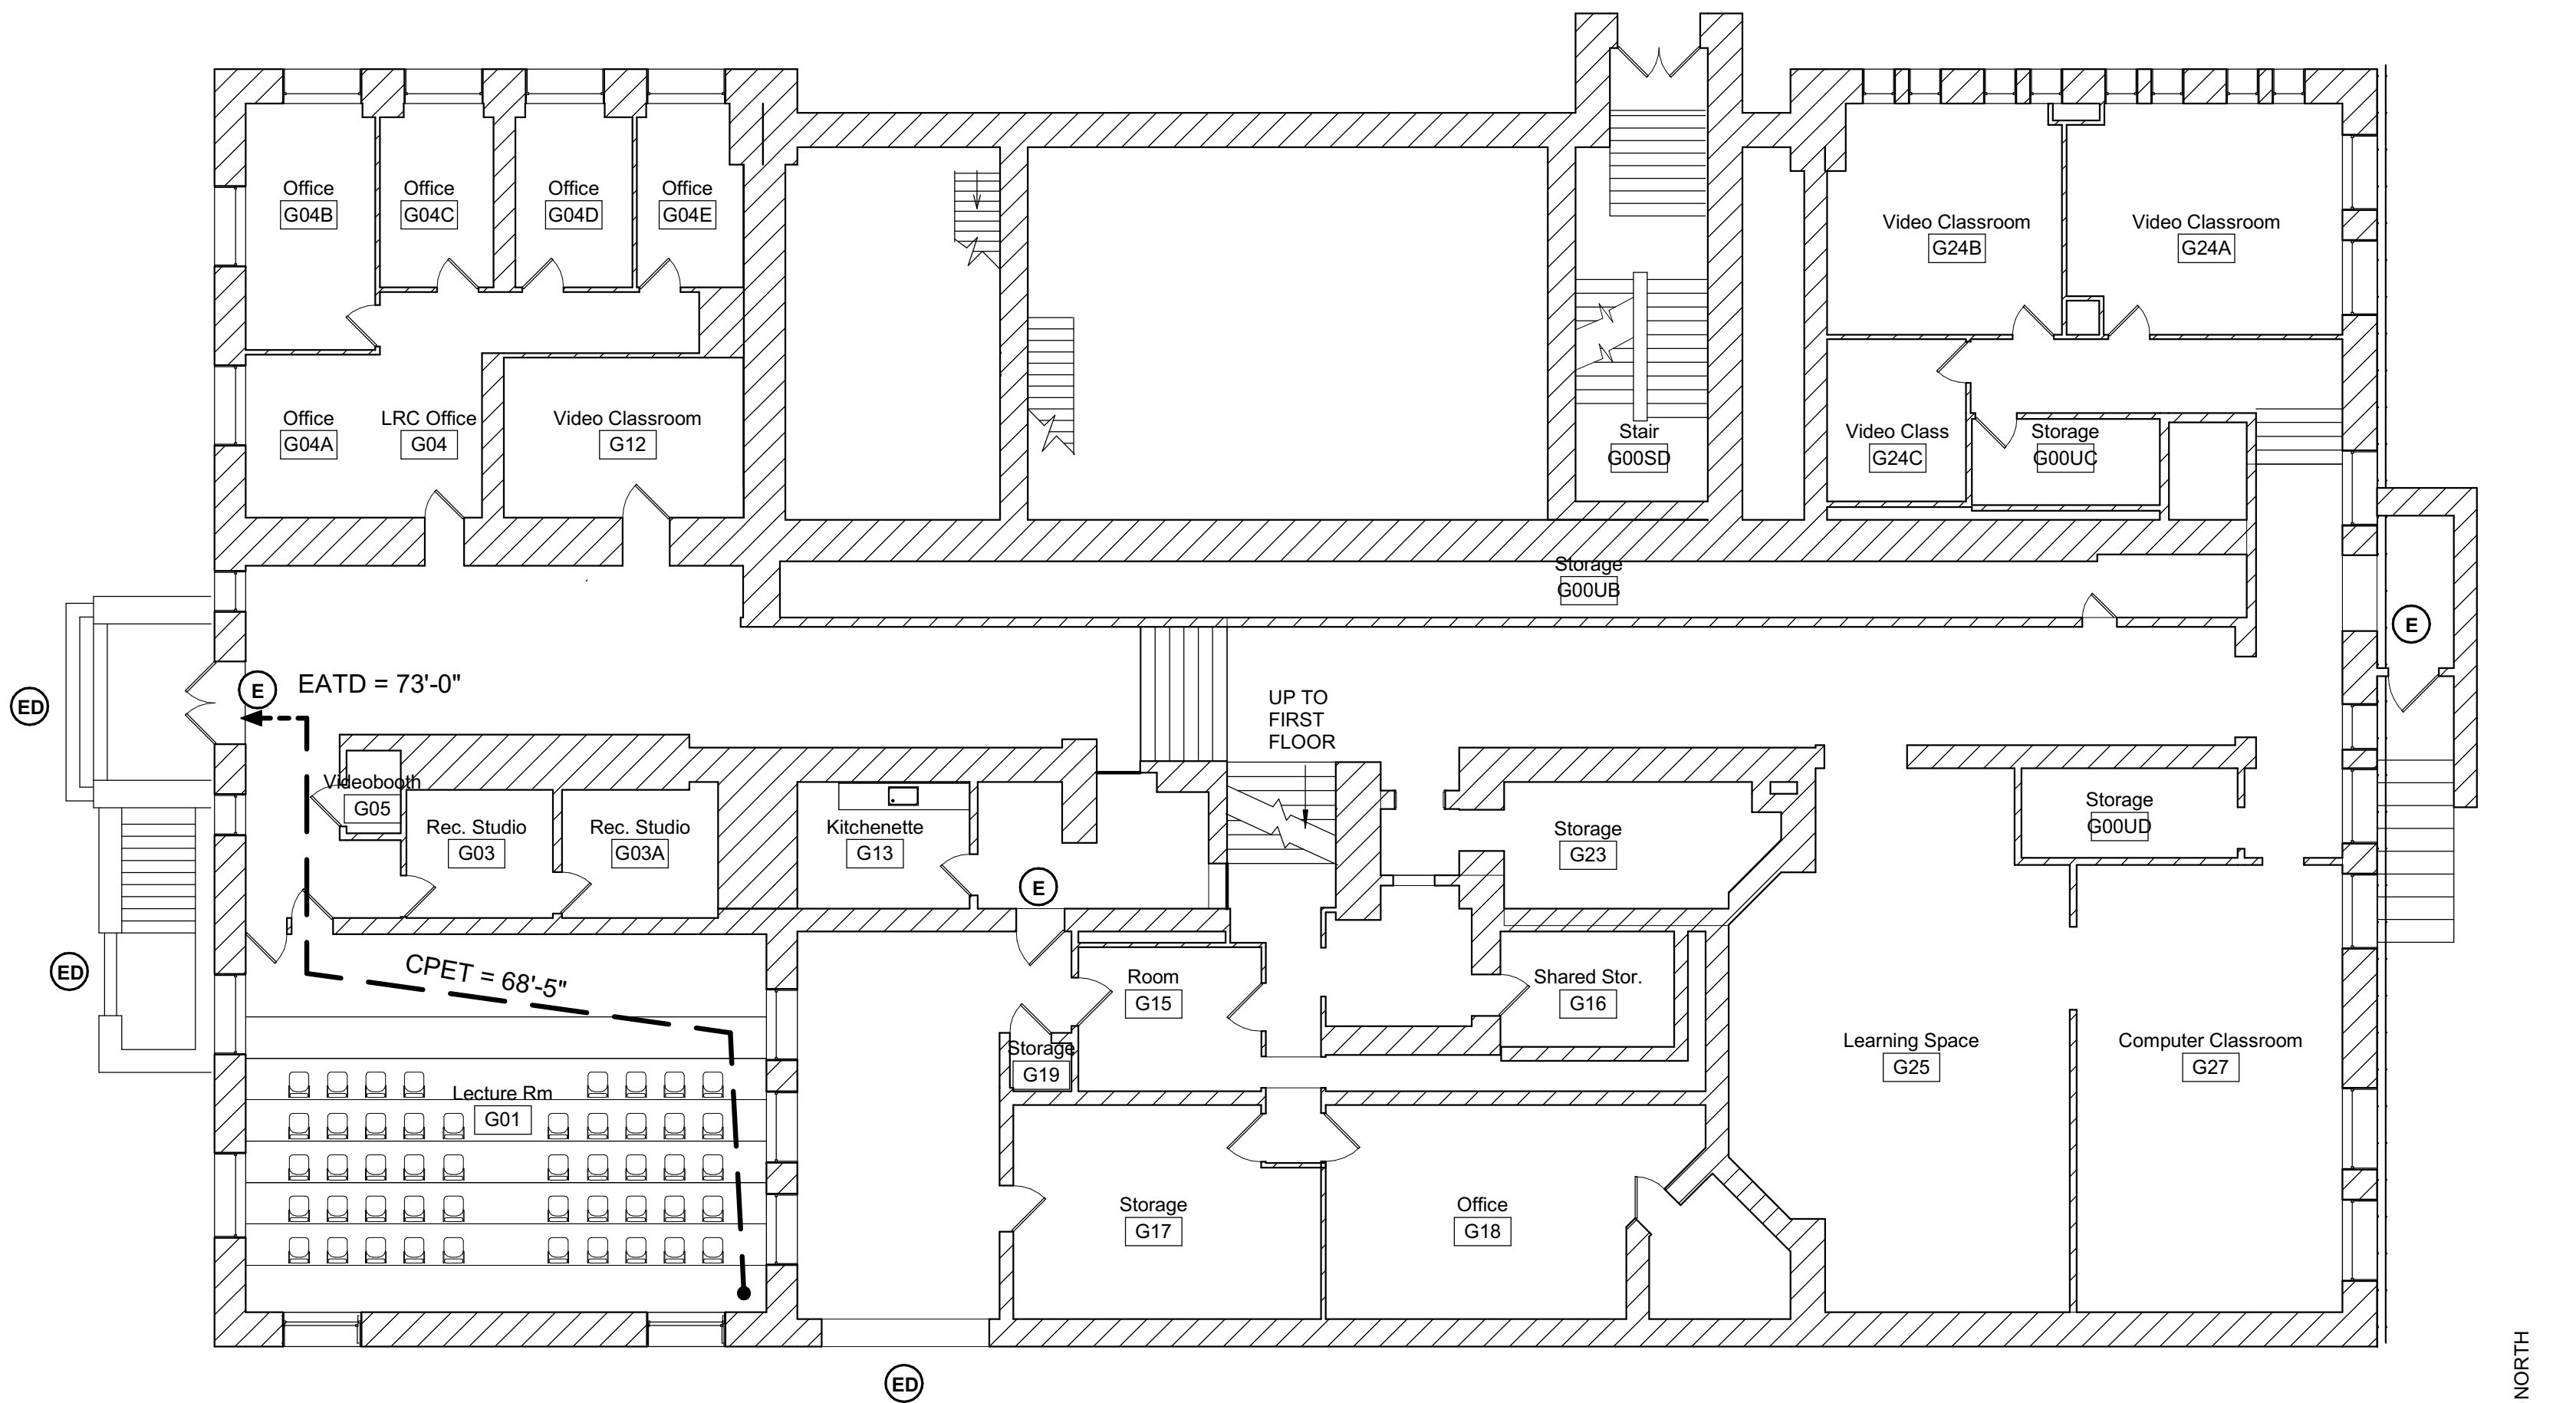 Office
G04B
Office
G04C
Office
G04D
Office
G04E
Video Classroom
G24B
Video Classroom
G24A
Office
G04A
LRC Office
G04
Video Classroom
G12
Stair
G00SD
Video Class
G24C
Storage
G00UC
Storage
G00UB
E
ED
E
EATD = 73'-0"
UP TO
FIRST
FLOOR
Videobooth
G05
Rec. Studio
G03
Rec. Studio
G03A
Kitchenette
G13
Storage
G23
Storage
G00UD
E
ED
CPET = 68'-5"
Room
G15
Shared Stor.
G16
Storage
G19
Learning Space
G25
Computer Classroom
G27
Lecture Rm
G01
Storage
G17
Office
G18
ED
NORTH